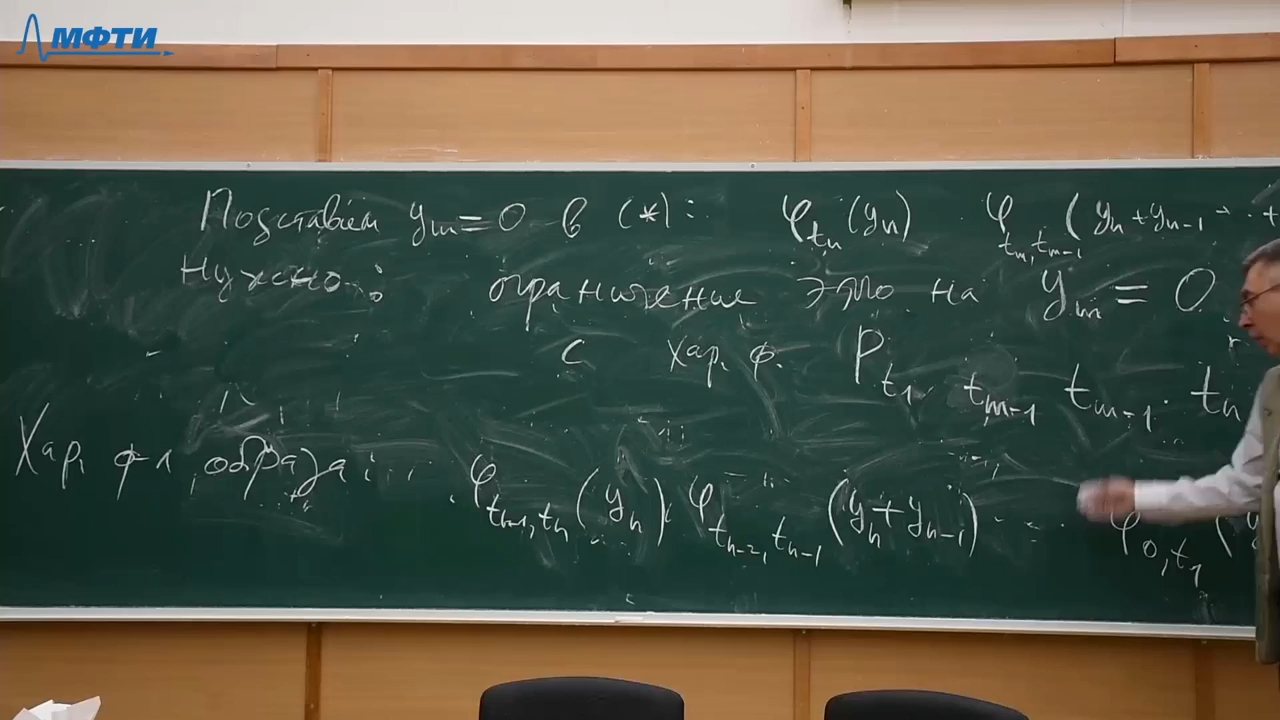 МФТИ
Подставим y_m = 0 в (*): φ_{t_n}(y_n) φ_{t_m, t_{m-1}}(y_n + y_{n-1} + · +
Нужно: ограничение это на y_m = 0
с хар. ф. P_{t_1 t_{m-1} t_{m-1} · t_n}
Хар. ф-я образа: φ_{t_{n-1}, t_n}(y_n) · φ_{t_{n-2}, t_{n-1}}(y_n + y_{n-1}) ... φ_{0, t_1}(y